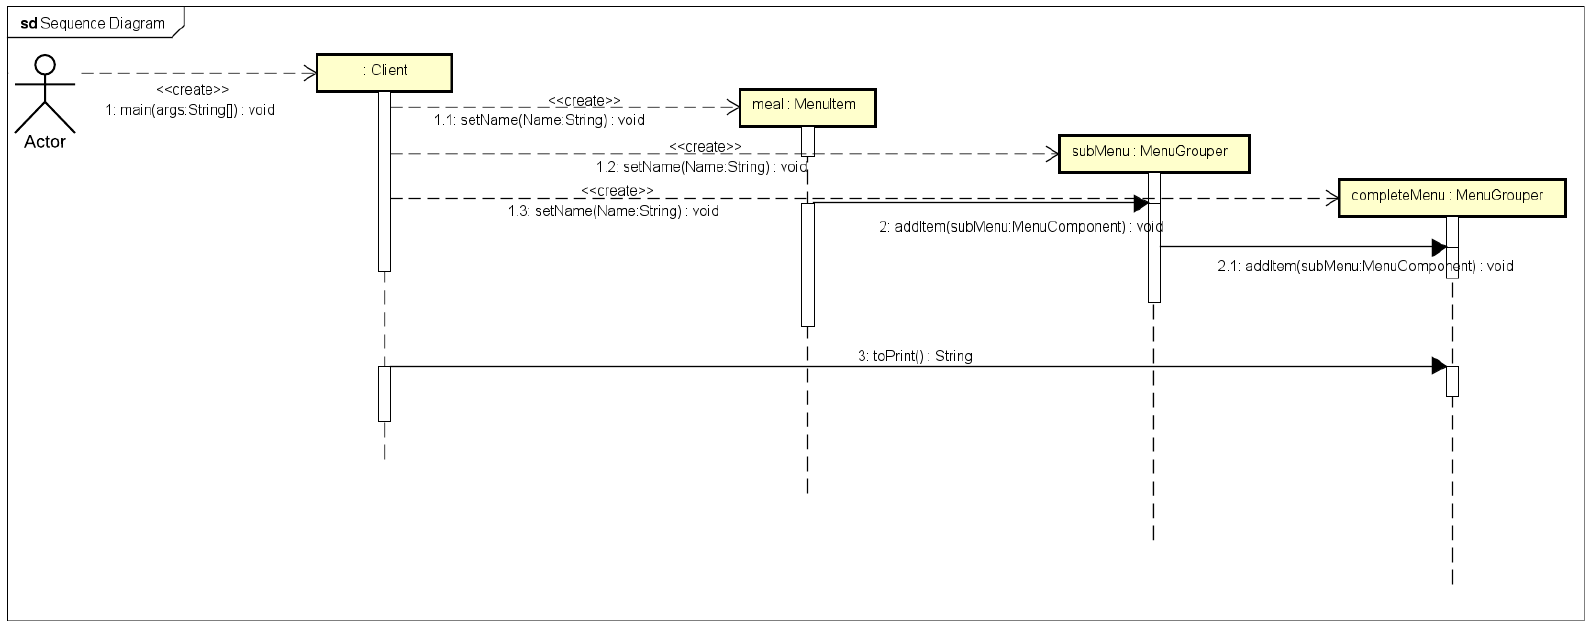 sd Sequence Diagram
: Client
<<create>>
1: main(args:String[]) : void
Actor
<<create>>
1.1: setName(Name:String) : void
meal : MenuItem
<<create>>
1.2: setName(Name:String) : void
subMenu : MenuGrouper
<<create>>
1.3: setName(Name:String) : void
completeMenu : MenuGrouper
2: addItem(subMenu:MenuComponent) : void
2.1: addItem(subMenu:MenuComponent) : void
3: toPrint() : String